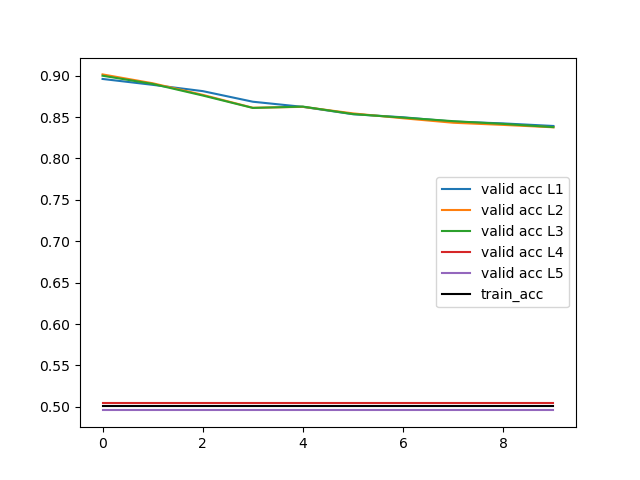 0.90
0.85
0.80
0.75
0.70
0.65
0.60
0.55
0.50
valid acc L1
valid acc L2
valid acc L3
valid acc L4
valid acc L5
train_acc
0 2 4 6 8